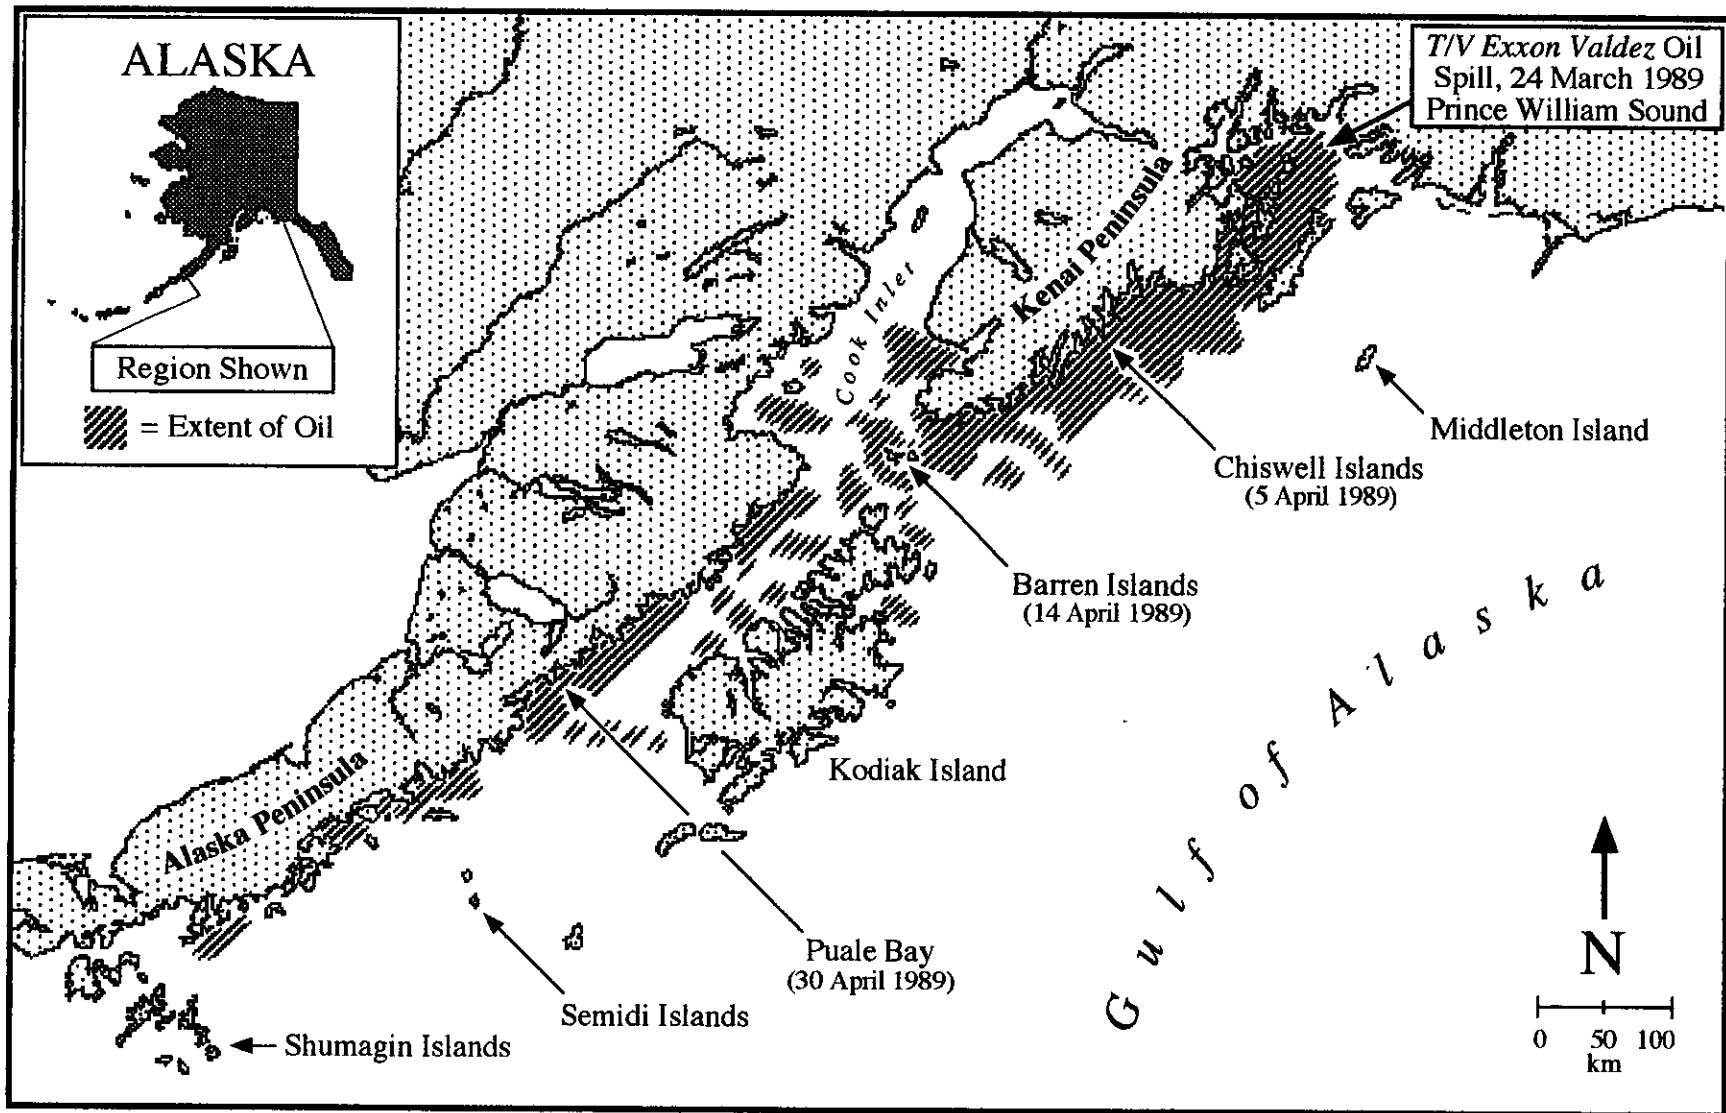 ALASKA
Region Shown
= Extent of Oil
T/V Exxon Valdez Oil
Spill, 24 March 1989
Prince William Sound
Kenai Peninsula
Cook Inlet
Middleton Island
Chiswell Islands
(5 April 1989)
Barren Islands
(14 April 1989)
Gulf of Alaska
Kodiak Island
Alaska Peninsula
Puale Bay
(30 April 1989)
Semidi Islands
Shumagin Islands
N
0 50 100
km